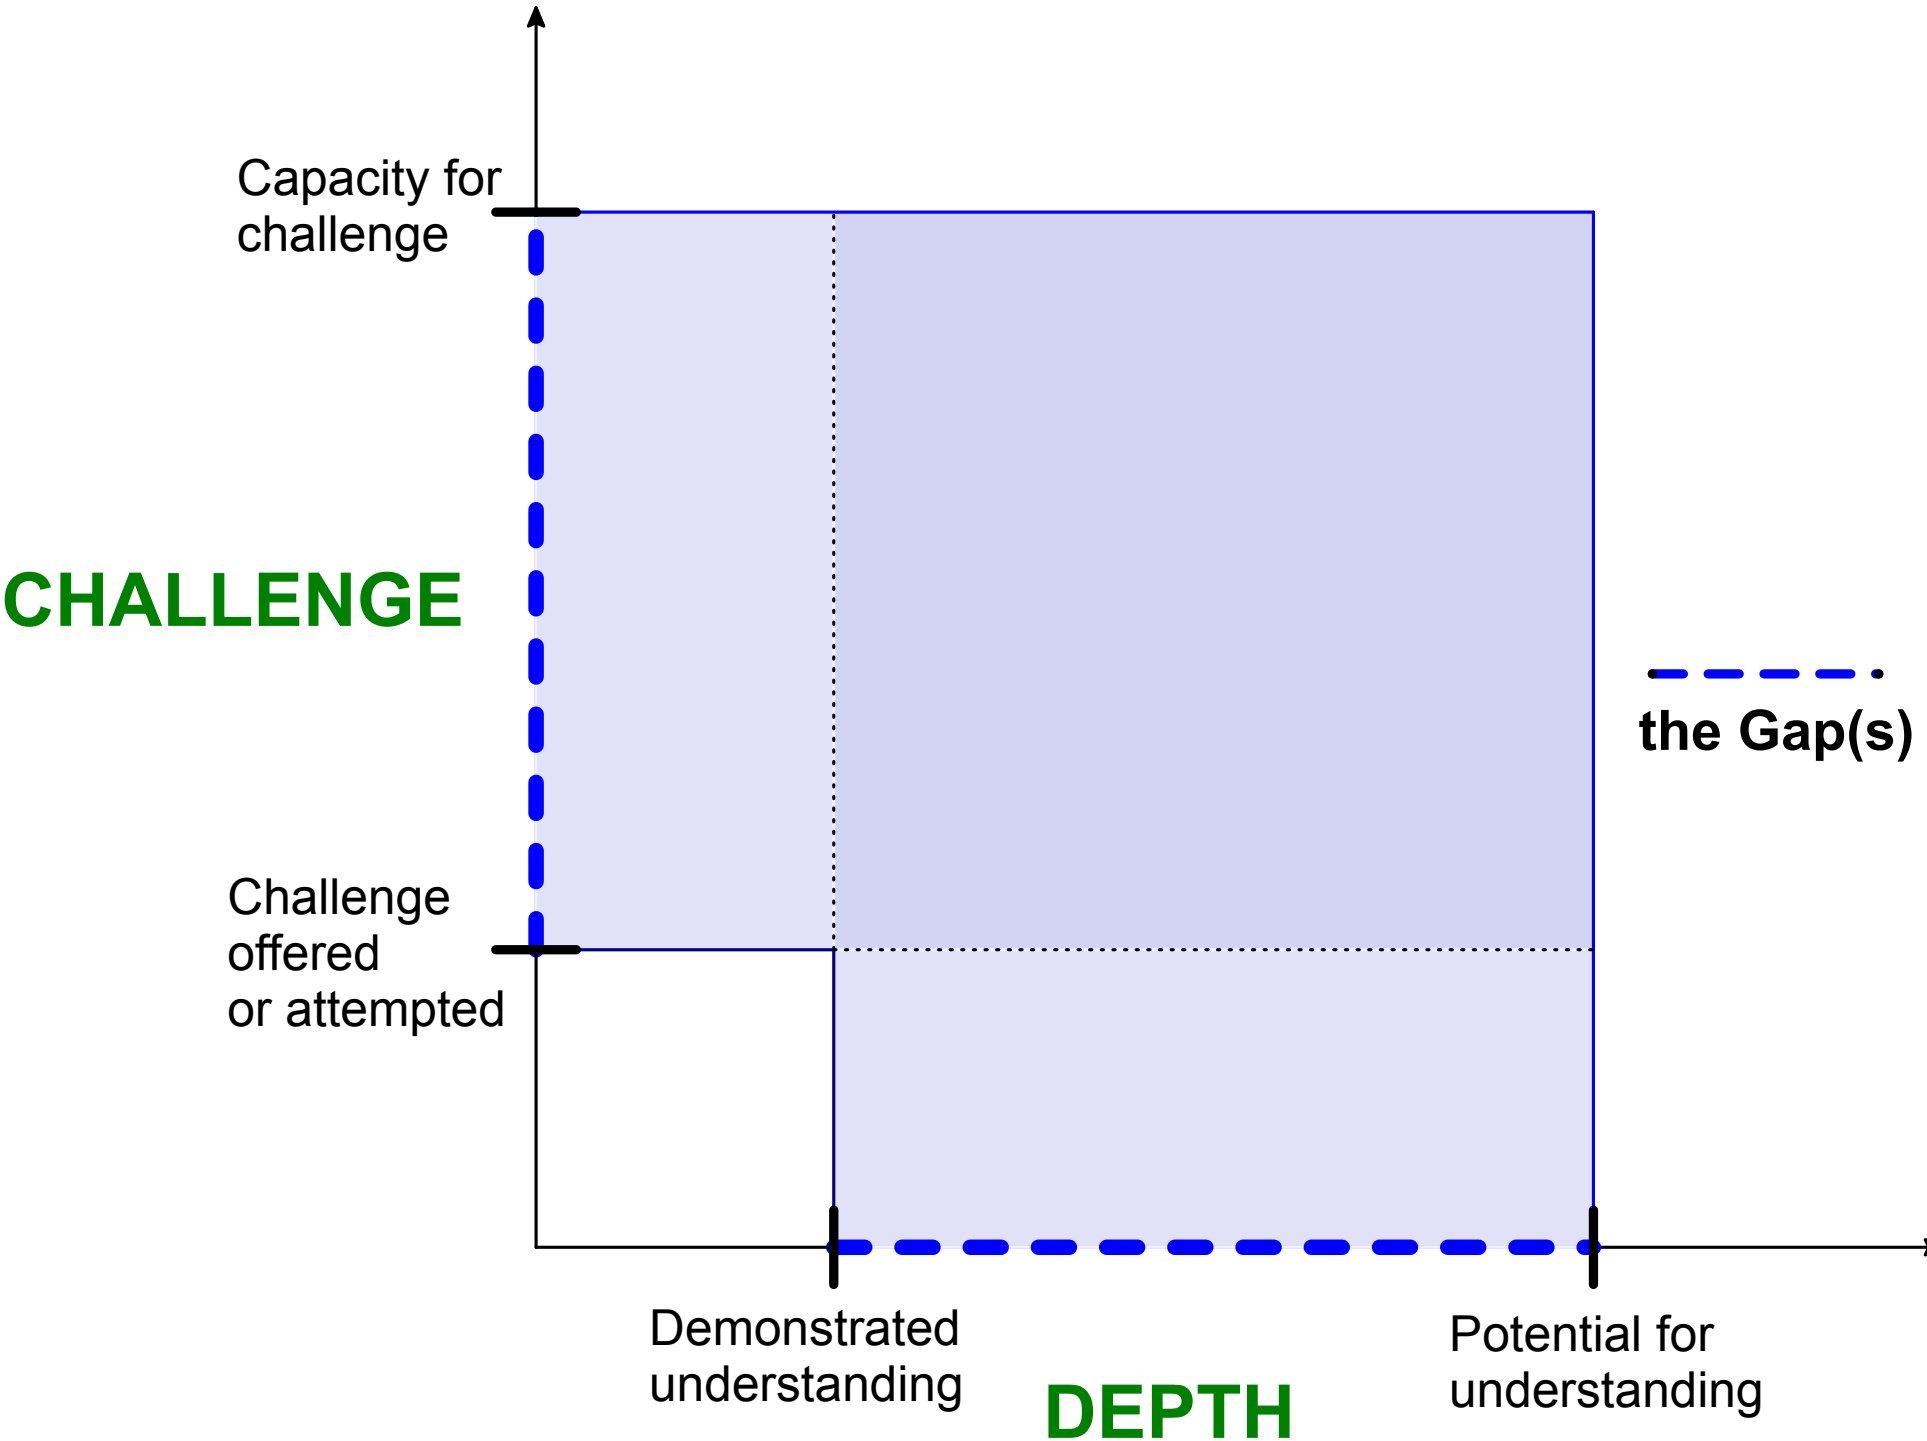 Capacity for
challenge
CHALLENGE
the Gap(s)
Challenge
offered
or attempted
Demonstrated
understanding
Potential for
understanding
DEPTH